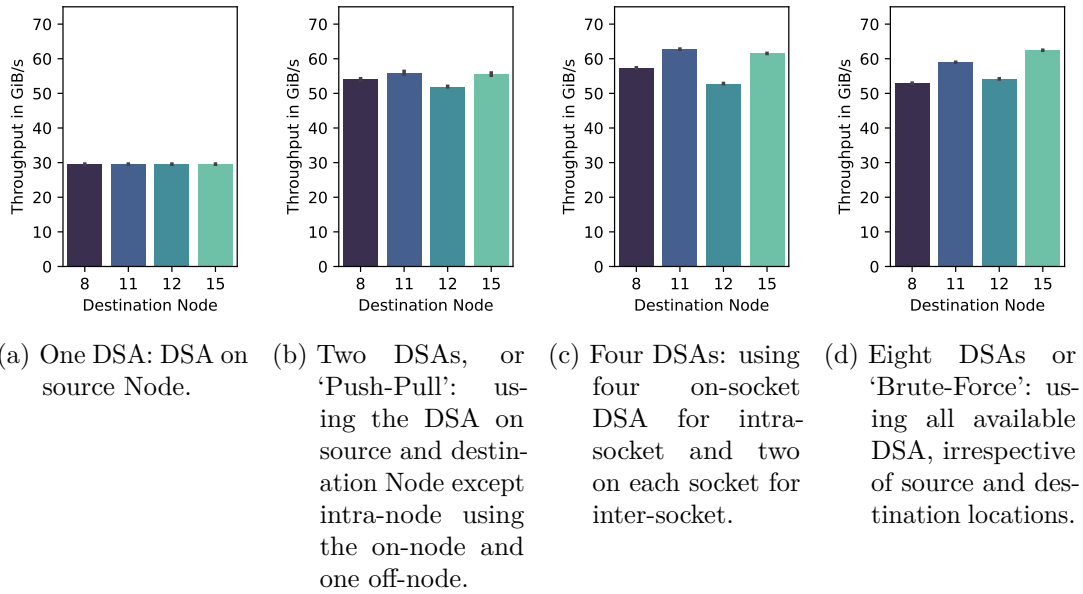 70
60
50
40
30
20
10
0
Throughput in GiB/s
8 11 12 15
Destination Node
70
60
50
40
30
20
10
0
Throughput in GiB/s
8 11 12 15
Destination Node
70
60
50
40
30
20
10
0
Throughput in GiB/s
8 11 12 15
Destination Node
70
60
50
40
30
20
10
0
Throughput in GiB/s
8 11 12 15
Destination Node
(a) One DSA: DSA on
source Node.
(b) Two DSAs, or
‘Push-Pull’: us-
ing the DSA on
source and destin-
ation Node except
intra-node using
the on-node and
one off-node.
(c) Four DSAs: using
four on-socket
DSA for intra-
socket and two
on each socket for
inter-socket.
(d) Eight DSAs or
‘Brute-Force’: us-
ing all available
DSA, irrespective
of source and des-
tination locations.